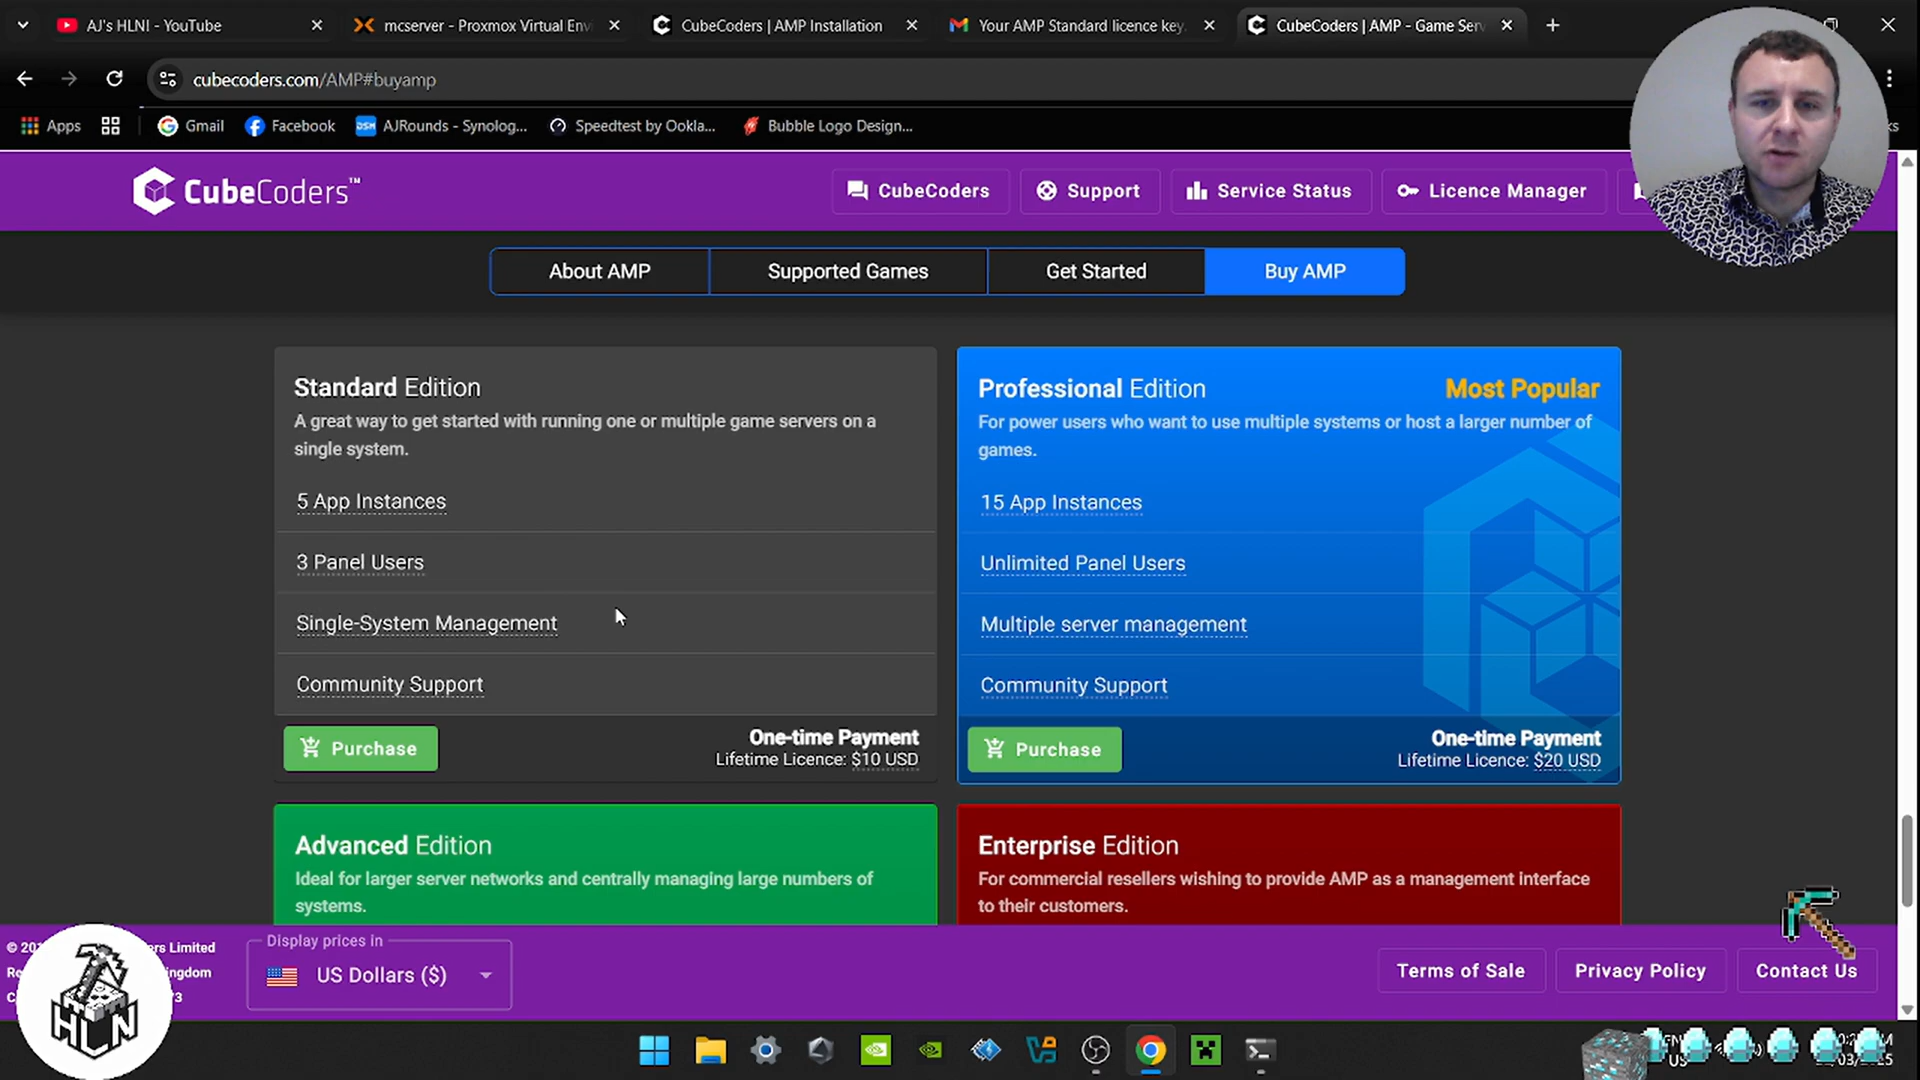 AJ's HLNI - YouTube
mcserver - Proxmox Virtual Envi
CubeCoders | AMP Installation
Your AMP Standard licence key
CubeCoders | AMP - Game Serv
cubecoders.com/AMP#buyamp
Apps
Gmail
Facebook
AJRounds - Synolog...
Speedtest by Ookla...
Bubble Logo Design...
CubeCoders™
CubeCoders
Support
Service Status
Licence Manager
About AMP
Supported Games
Get Started
Buy AMP
Standard Edition
A great way to get started with running one or multiple game servers on a
single system.
5 App Instances
3 Panel Users
Single-System Management
Community Support
Purchase
One-time Payment
Lifetime Licence: $10 USD
Professional Edition
Most Popular
For power users who want to use multiple systems or host a larger number of
games.
15 App Instances
Unlimited Panel Users
Multiple server management
Community Support
Purchase
One-time Payment
Lifetime Licence: $20 USD
Advanced Edition
Ideal for larger server networks and centrally managing large numbers of
systems.
Enterprise Edition
For commercial resellers wishing to provide AMP as a management interface
to their customers.
rs Limited
Display prices in
US Dollars ($)
Terms of Sale
Privacy Policy
Contact Us
HLN
US